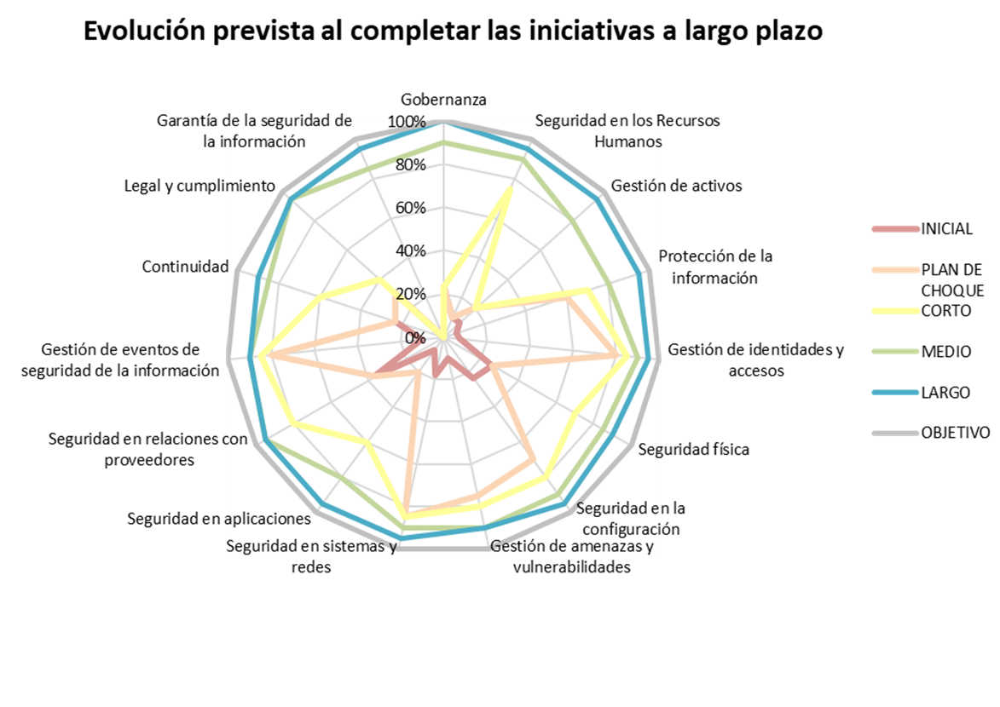 Evolución prevista al completar las iniciativas a largo plazo
Gobernanza
100%
80%
60%
40%
20%
0%
Seguridad en los Recursos
Humanos
Gestión de activos
Protección de la
información
Gestión de identidades y
accesos
Seguridad física
Seguridad en la
configuración
Gestión de amenazas y
vulnerabilidades
Seguridad en sistemas y
redes
Seguridad en aplicaciones
Seguridad en relaciones con
proveedores
Gestión de eventos de
seguridad de la información
Continuidad
Legal y cumplimiento
Garantía de la seguridad de
la información
INICIAL
PLAN DE
CHOQUE
CORTO
MEDIO
LARGO
OBJETIVO